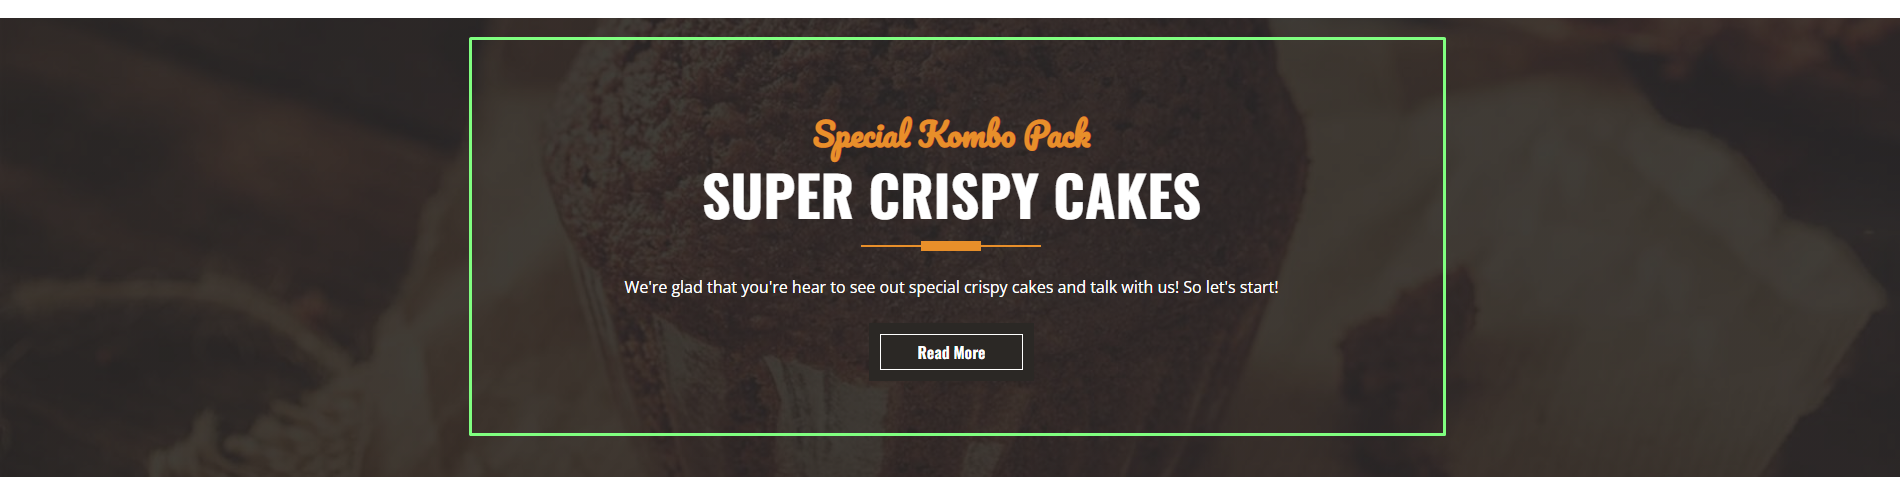 Special Kombo Pack
SUPER CRISPY CAKES
We're glad that you're hear to see out special crispy cakes and talk with us! So let's start!
Read More